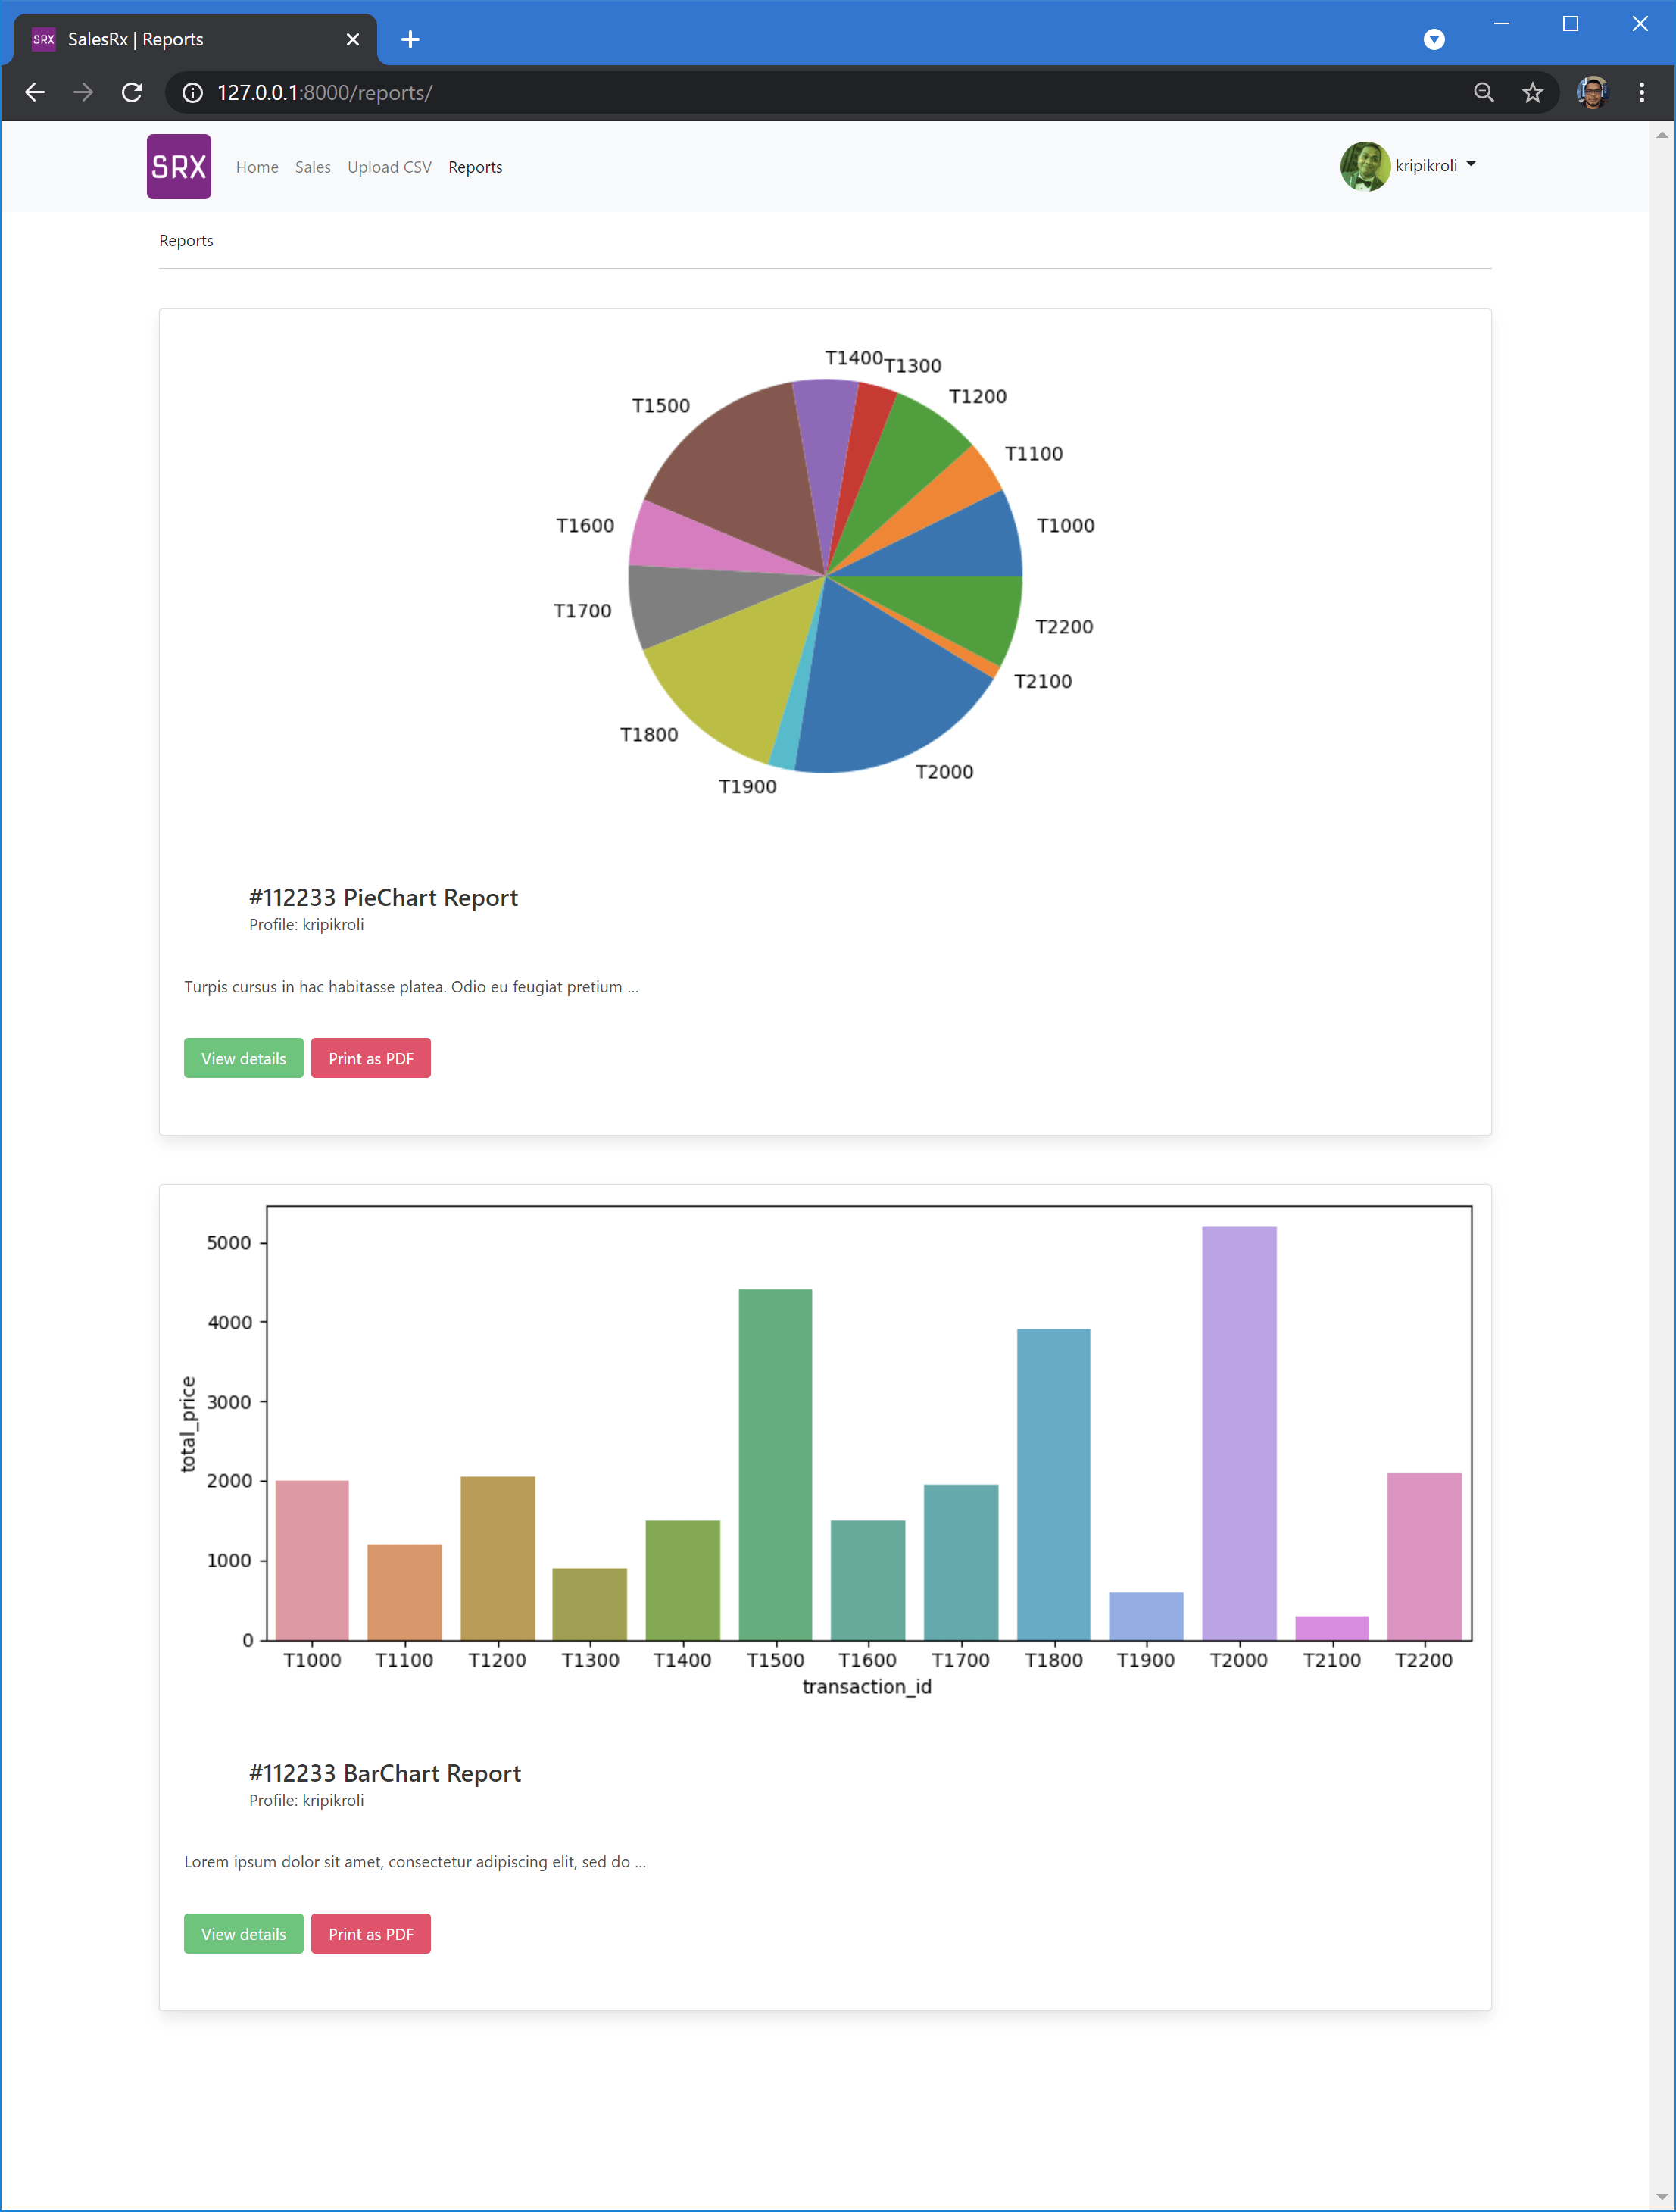 SRX SalesRx | Reports
127.0.0.1:8000/reports/
SRX Home Sales Upload CSV Reports kripikroli
Reports
T1400
T1300
T1200
T1500
T1100
T1600
T1000
T1700
T2200
T2100
T1800
T2000
T1900
#112233 PieChart Report
Profile: kripikroli
Turpis cursus in hac habitasse platea. Odio eu feugiat pretium ...
View details Print as PDF
5000
4000
3000
2000
1000
0
total_price
T1000 T1100 T1200 T1300 T1400 T1500 T1600 T1700 T1800 T1900 T2000 T2100 T2200
transaction_id
#112233 BarChart Report
Profile: kripikroli
Lorem ipsum dolor sit amet, consectetur adipiscing elit, sed do ...
View details Print as PDF